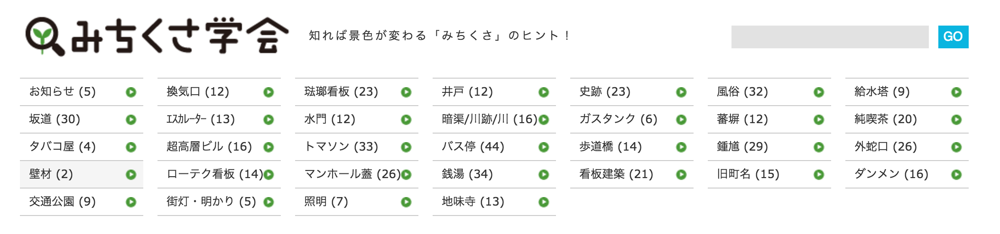 みちくさ学会 知れば景色が変わる「みちくさ」のヒント！ GO
お知らせ (5) 換気口 (12) 琺瑯看板 (23) 井戸 (12) 史跡 (23) 風俗 (32) 給水塔 (9)
坂道 (30) ｴｽｶﾚｰﾀｰ (13) 水門 (12) 暗渠/川跡/川 (16) ガスタンク (6) 蕃塀 (12) 純喫茶 (20)
タバコ屋 (4) 超高層ビル (16) トマソン (33) バス停 (44) 歩道橋 (14) 鍾馗 (29) 外蛇口 (26)
壁材 (2) ローテク看板 (14) マンホール蓋 (26) 銭湯 (34) 看板建築 (21) 旧町名 (15) ダンメン (16)
交通公園 (9) 街灯・明かり (5) 照明 (7) 地味寺 (13)